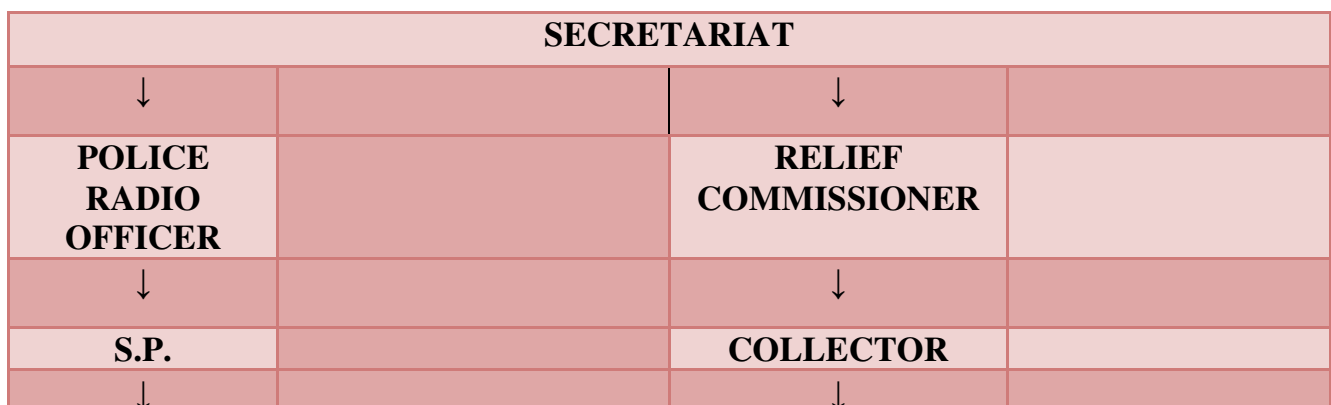 SECRETARIAT
↓ ↓
POLICE RADIO OFFICER
RELIEF COMMISSIONER
↓ ↓
S.P. COLLECTOR
↓ ↓